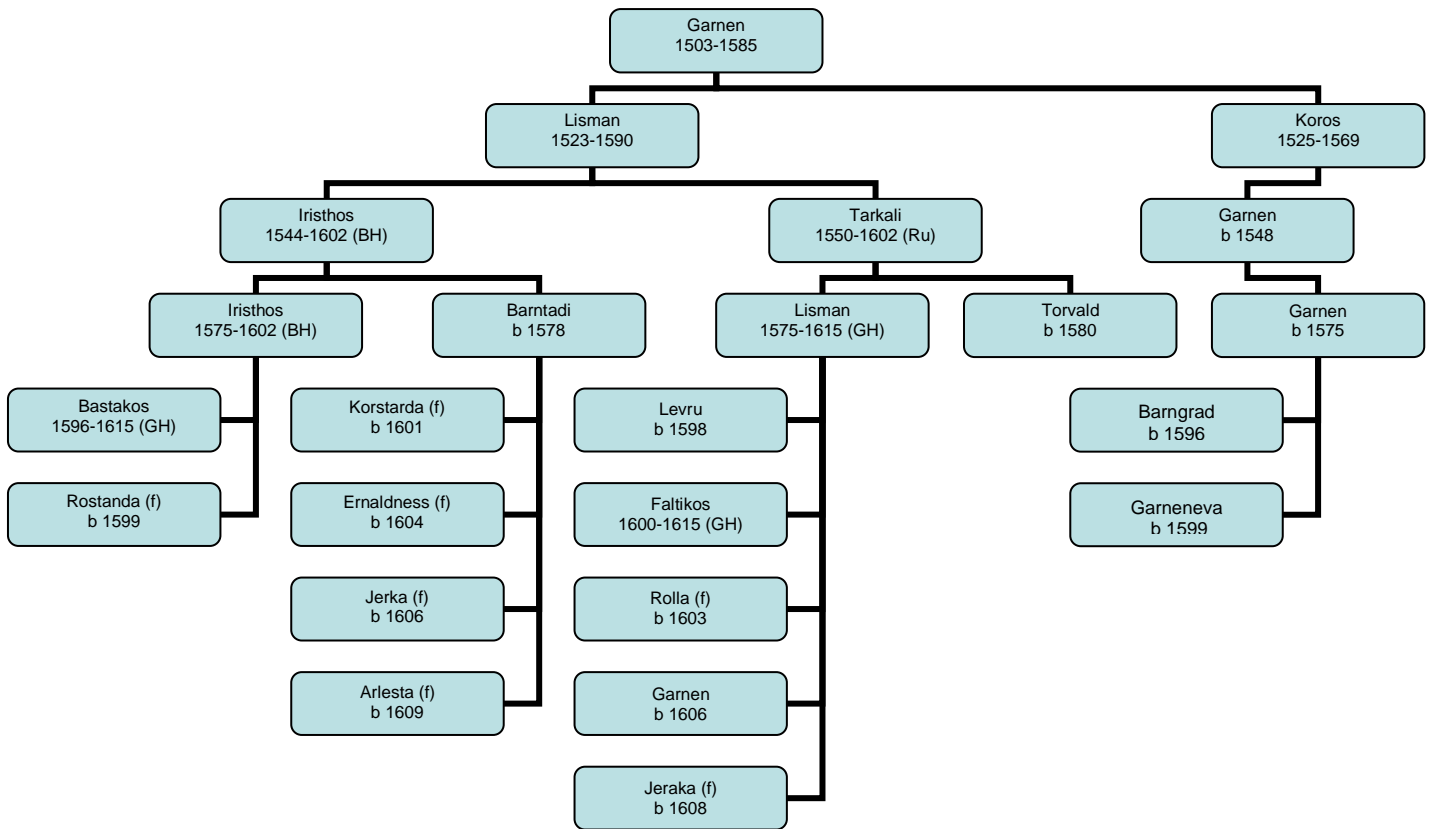 Garnen
1503-1585
Lisman
1523-1590
Koros
1525-1569
Iristhos
1544-1602 (BH)
Tarkali
1550-1602 (Ru)
Garnen
b 1548
Iristhos
1575-1602 (BH)
Barntadi
b 1578
Lisman
1575-1615 (GH)
Torvald
b 1580
Garnen
b 1575
Bastakos
1596-1615 (GH)
Korstarda (f)
b 1601
Levru
b 1598
Barngrad
b 1596
Rostanda (f)
b 1599
Ernaldness (f)
b 1604
Faltikos
1600-1615 (GH)
Garneneva
b 1599
Jerka (f)
b 1606
Rolla (f)
b 1603
Arlesta (f)
b 1609
Garnen
b 1606
Jeraka (f)
b 1608